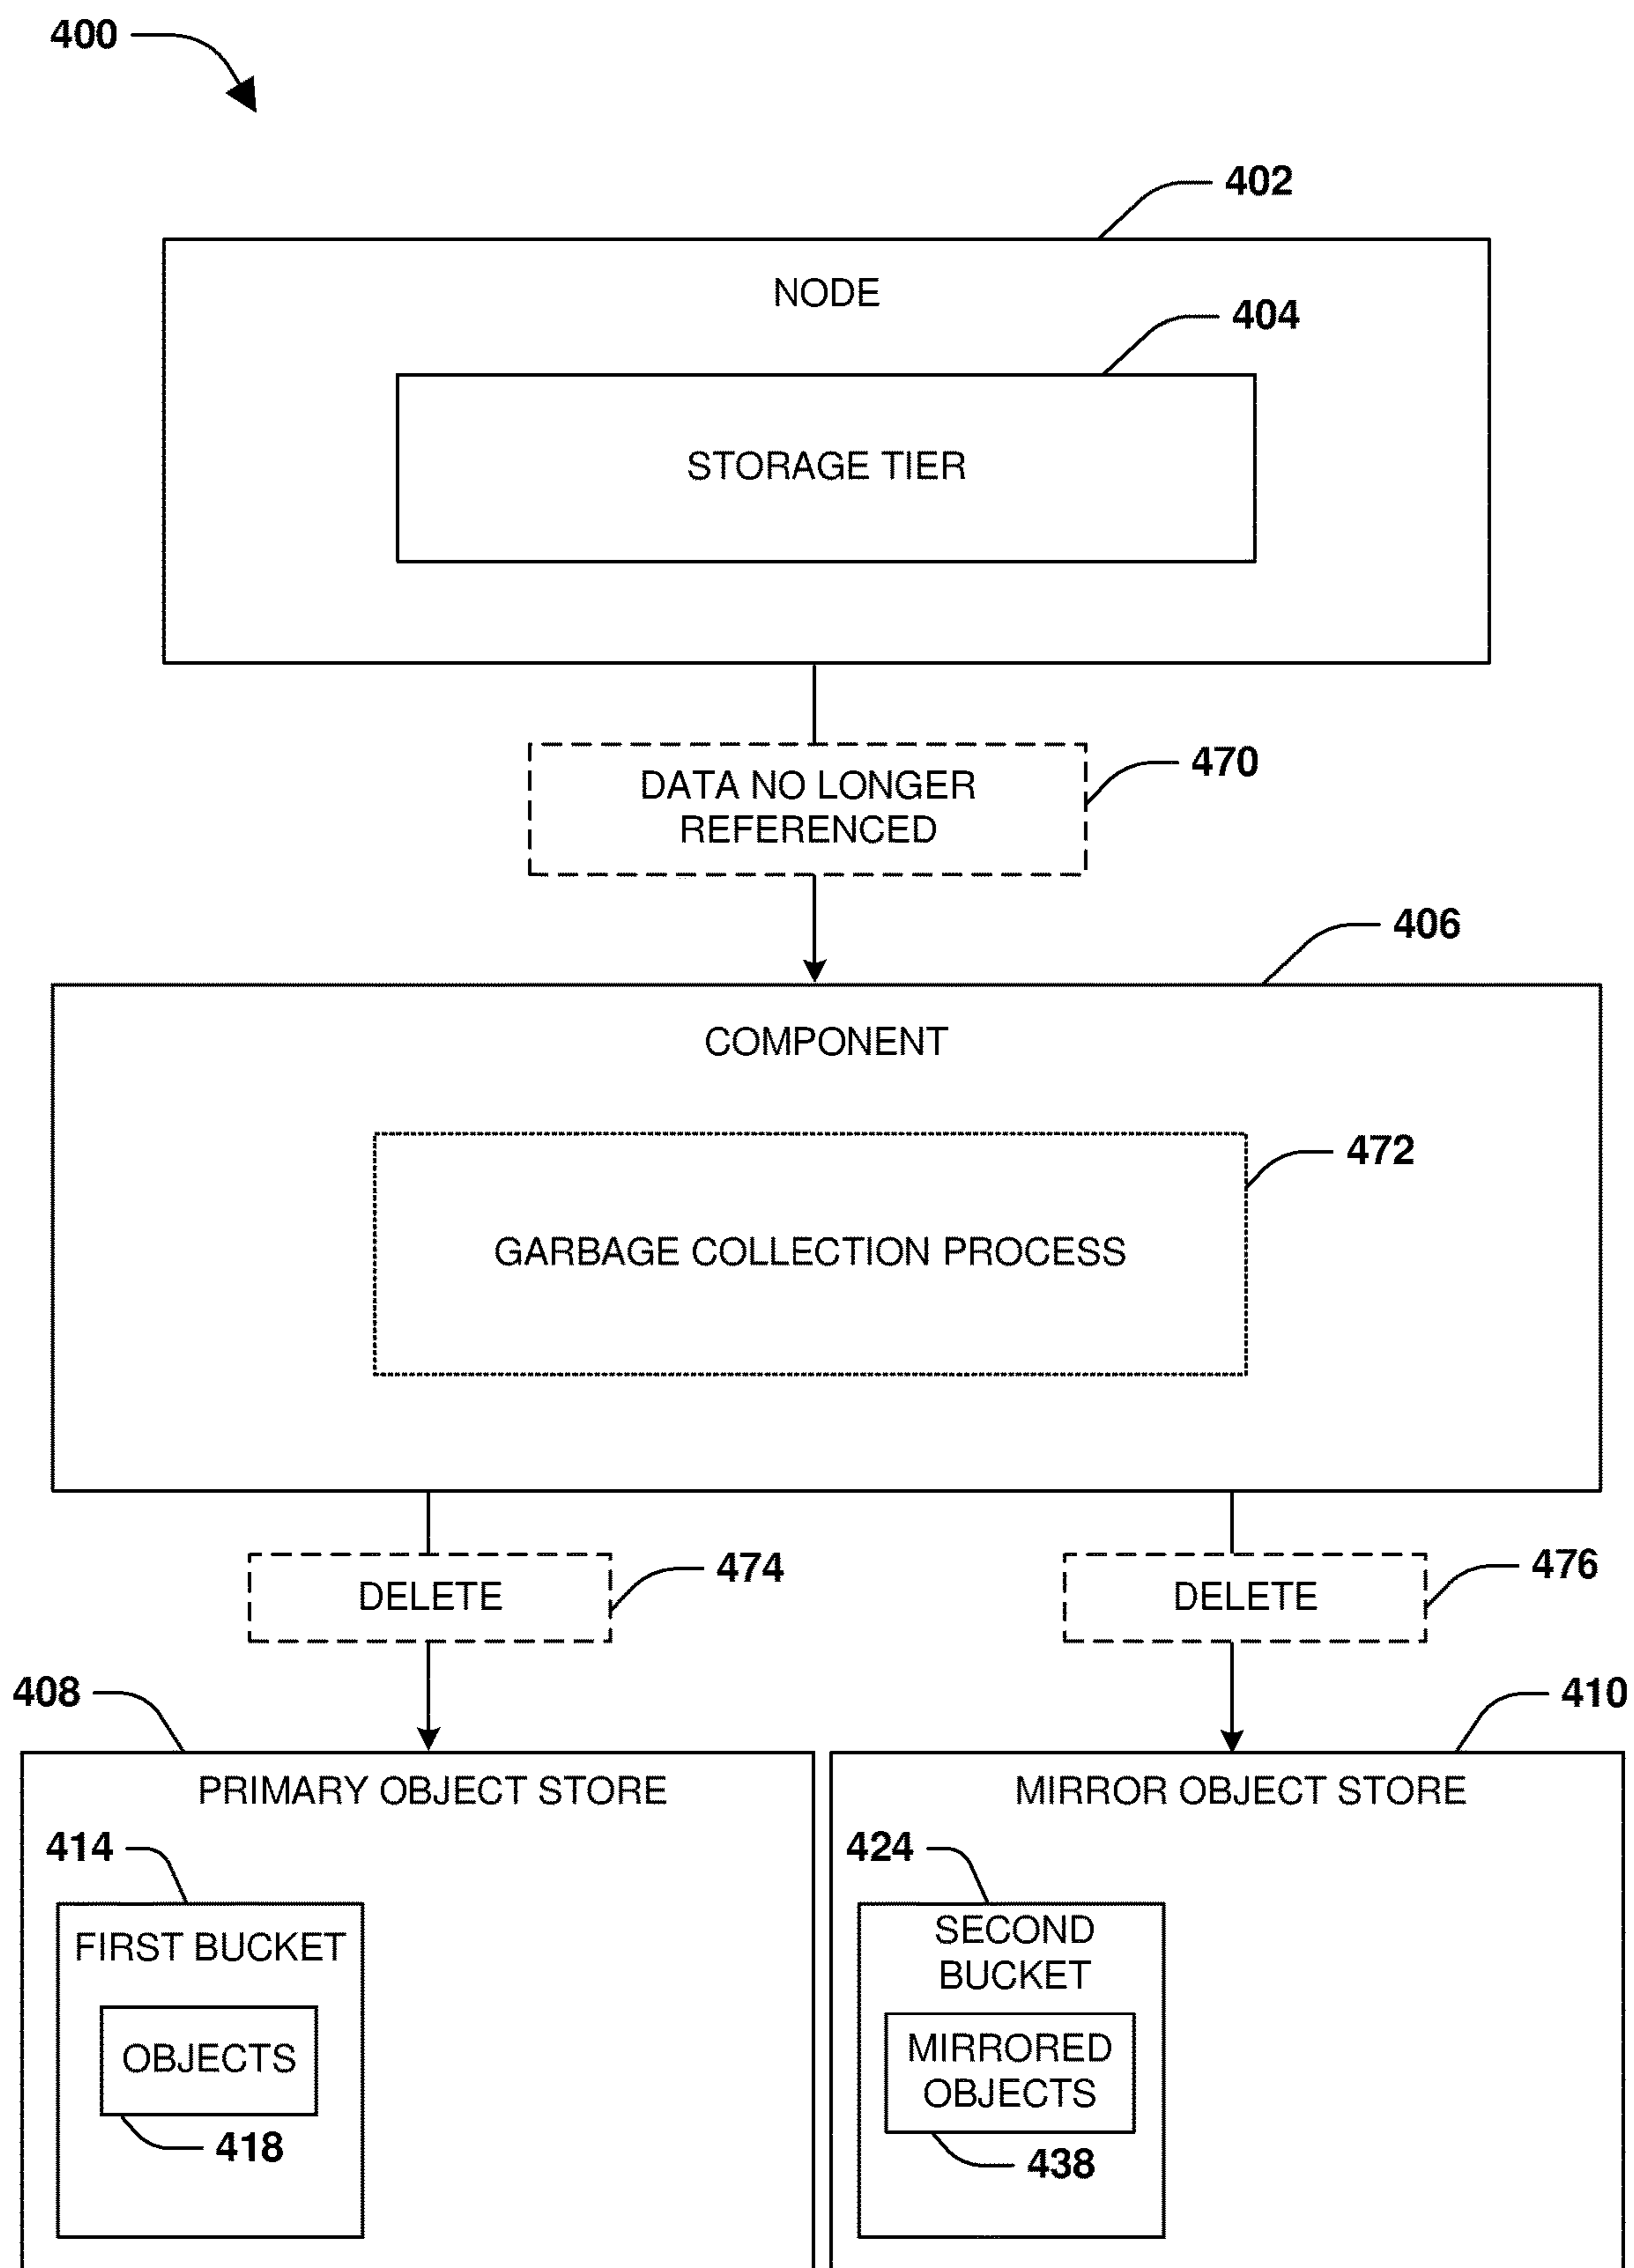 400
402
NODE
404
STORAGE TIER
470
DATA NO LONGER
REFERENCED
406
COMPONENT
472
GARBAGE COLLECTION PROCESS
474
DELETE
476
DELETE
408
410
PRIMARY OBJECT STORE
414
FIRST BUCKET
OBJECTS
418
MIRROR OBJECT STORE
424
SECOND
BUCKET
MIRRORED
OBJECTS
438